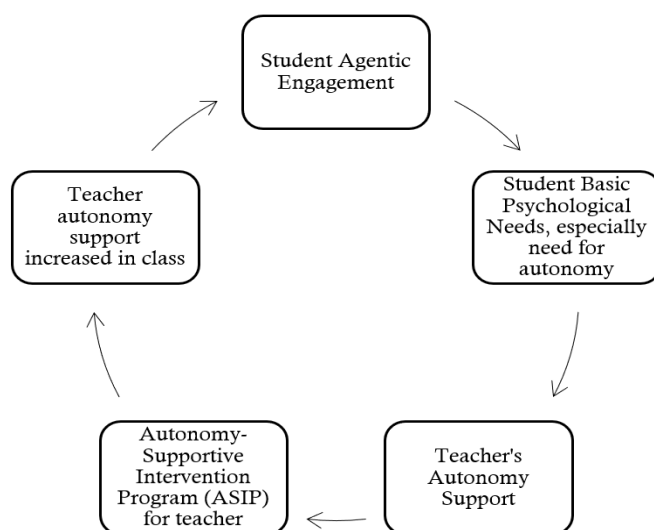 Student Agentic
Engagement
Student Basic
Psychological
Needs, especially
need for
autonomy
Teacher's
Autonomy
Support
Autonomy-
Supportive
Intervention
Program (ASIP)
for teacher
Teacher
autonomy
support
increased in class